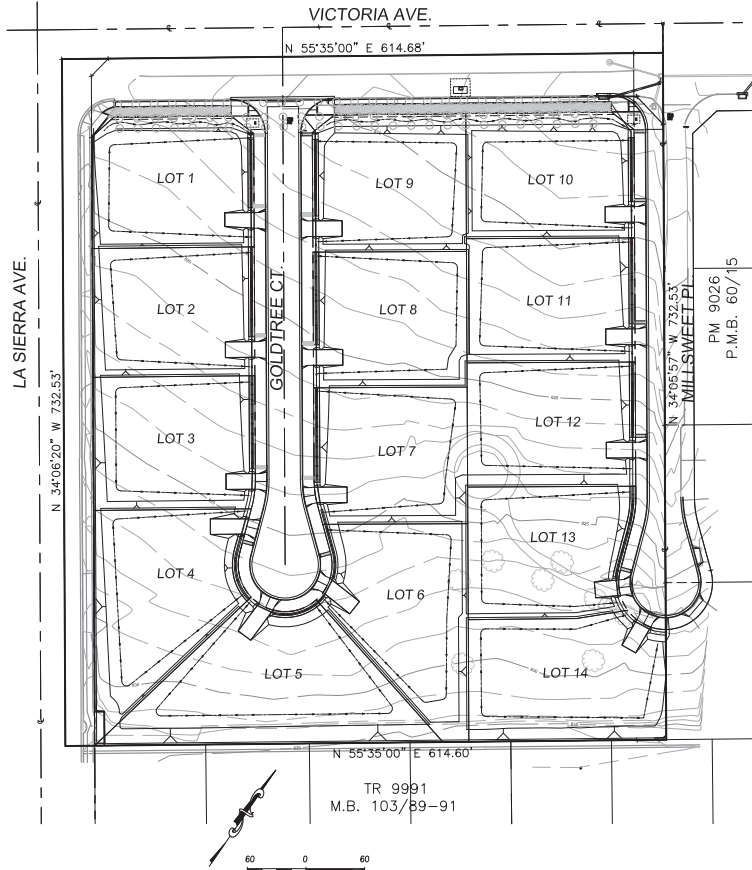 VICTORIA AVE.
N 55°35'00" E 614.68'
LOT 1
LOT 9
LOT 10
LOT 2
LOT 8
LOT 11
LOT 3
LOT 7
LOT 12
LOT 4
LOT 6
LOT 13
LOT 5
LOT 14
LA SIERRA AVE.
N 34°06'20" W 732.53'
GOLDTREE CT.
N 34°05'57" W 732.53'
MILLSWEET PL
PM 9026
P.M.B. 60/15
N 55°35'00" E 614.60'
TR 9991
M.B. 103/89-91
60 0 60